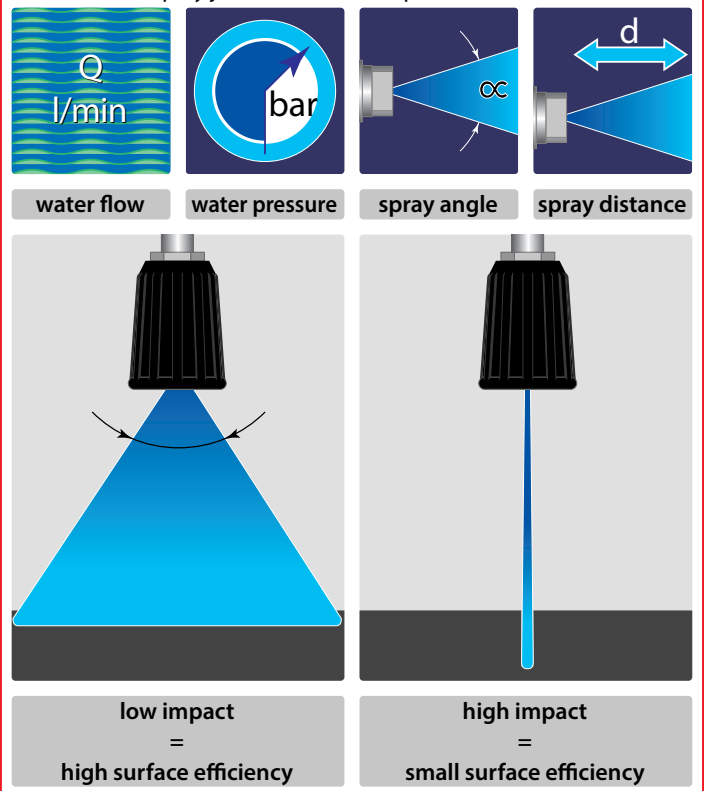 Q
l/min
bar
∝
d
water flow
water pressure
spray angle
spray distance
low impact
=
high surface efficiency
high impact
=
small surface efficiency